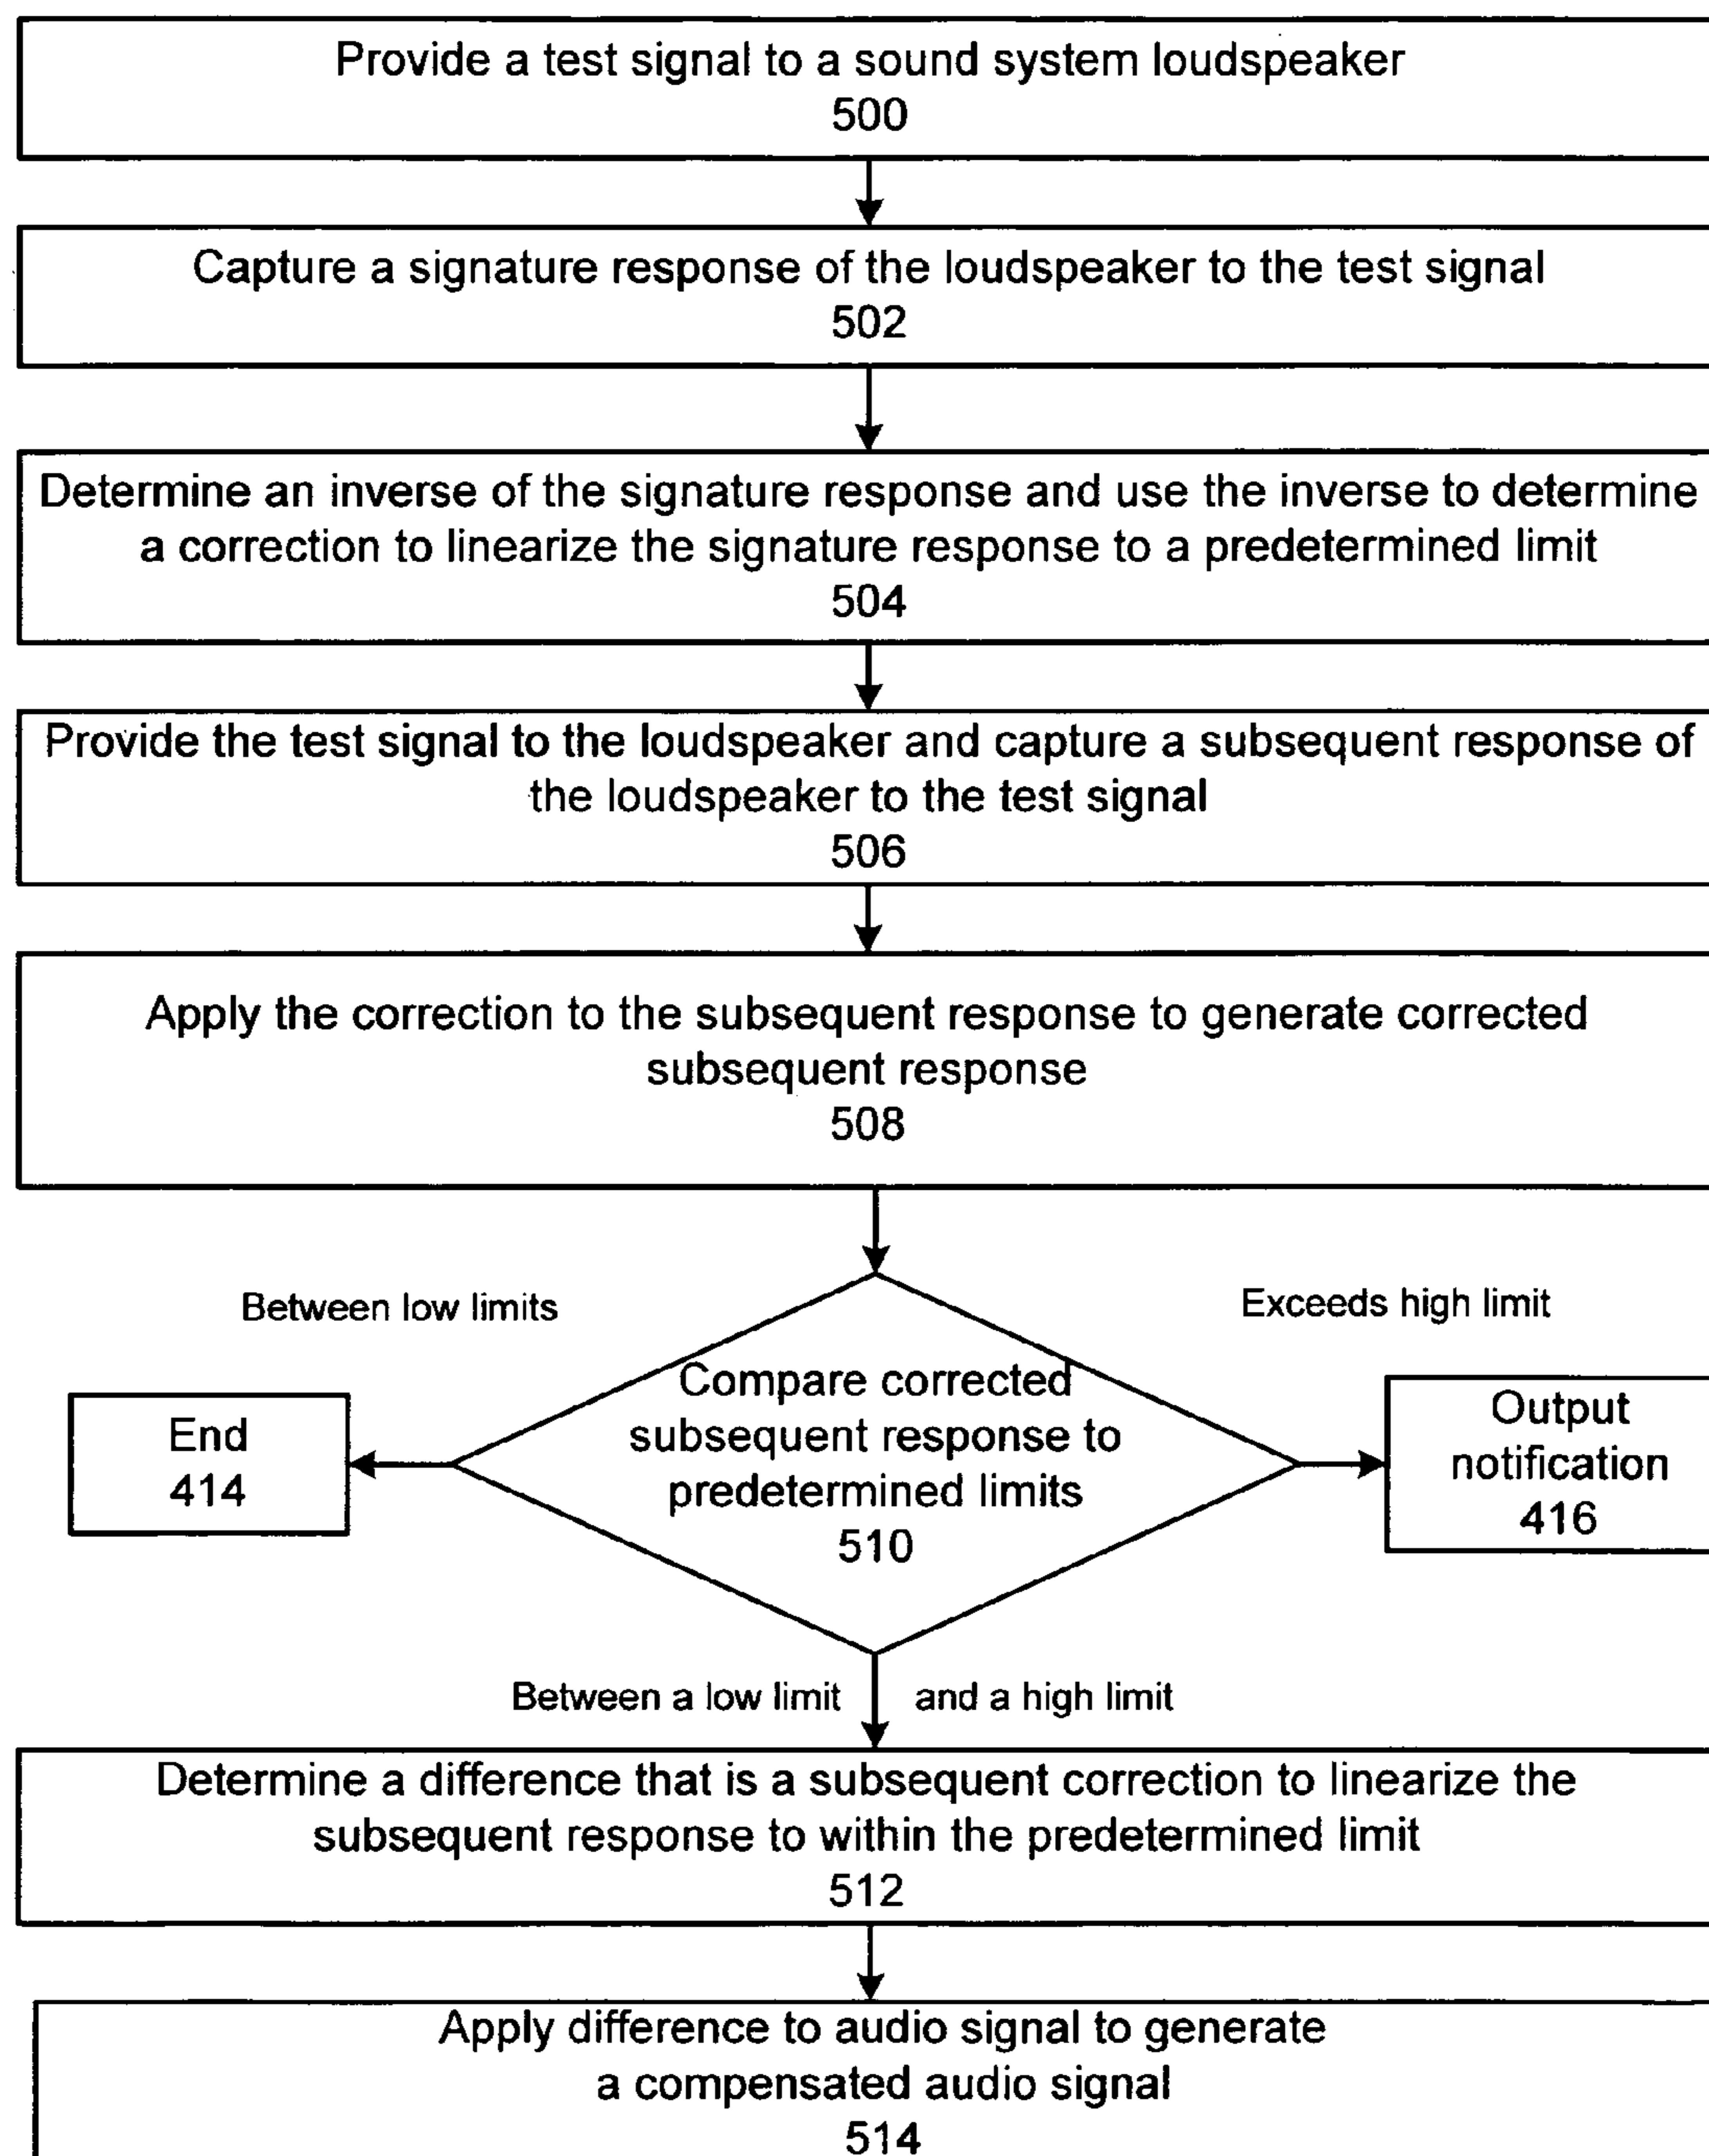 Provide a test signal to a sound system loudspeaker
500
Capture a signature response of the loudspeaker to the test signal
502
Determine an inverse of the signature response and use the inverse to determine
a correction to linearize the signature response to a predetermined limit
504
Provide the test signal to the loudspeaker and capture a subsequent response of
the loudspeaker to the test signal
506
Apply the correction to the subsequent response to generate corrected
subsequent response
508
Between low limits
Exceeds high limit
Compare corrected
subsequent response to
predetermined limits
510
End
414
Output
notification
416
Between a low limit and a high limit
Determine a difference that is a subsequent correction to linearize the
subsequent response to within the predetermined limit
512
Apply difference to audio signal to generate
a compensated audio signal
514